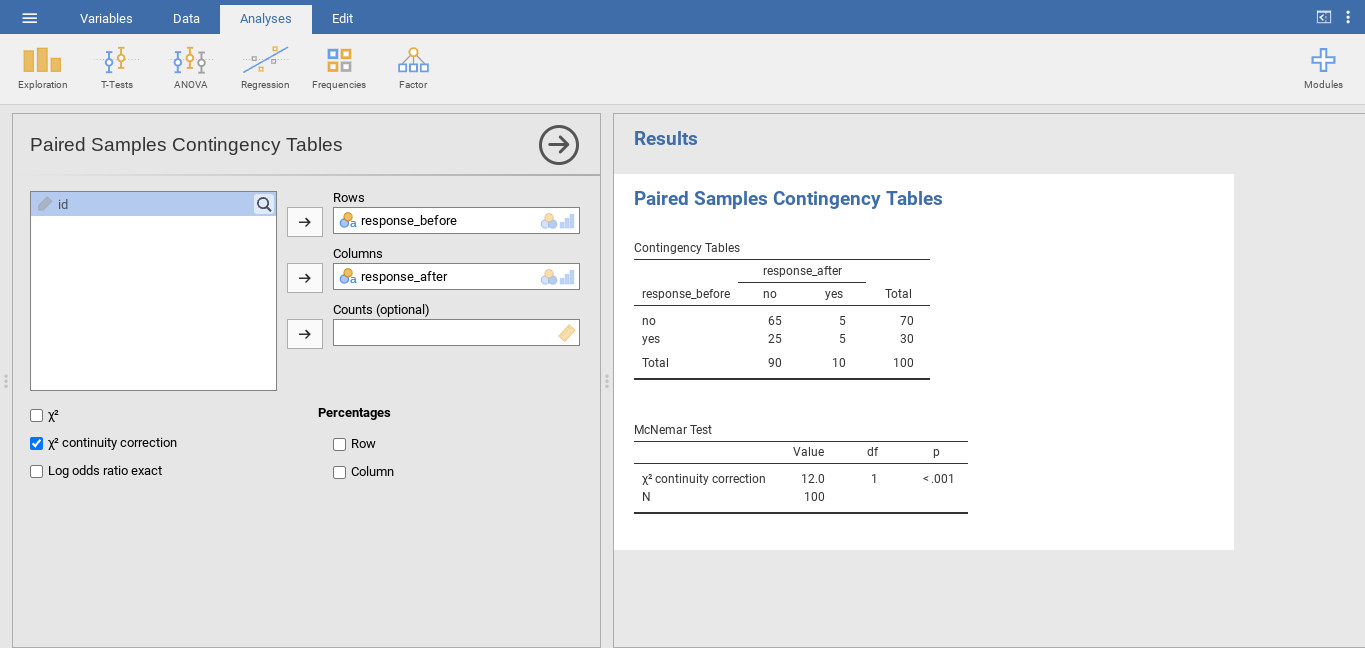 Variables Data Analyses Edit
Exploration T-Tests ANOVA Regression Frequencies Factor Modules
Paired Samples Contingency Tables
id
Rows
response_before
Columns
response_after
Counts (optional)
χ²
χ² continuity correction
Log odds ratio exact
Percentages
Row
Column
Results
Paired Samples Contingency Tables
Contingency Tables
response_after
response_before no yes Total
no 65 5 70
yes 25 5 30
Total 90 10 100
McNemar Test
Value df p
χ² continuity correction 12.0 1 < .001
N 100